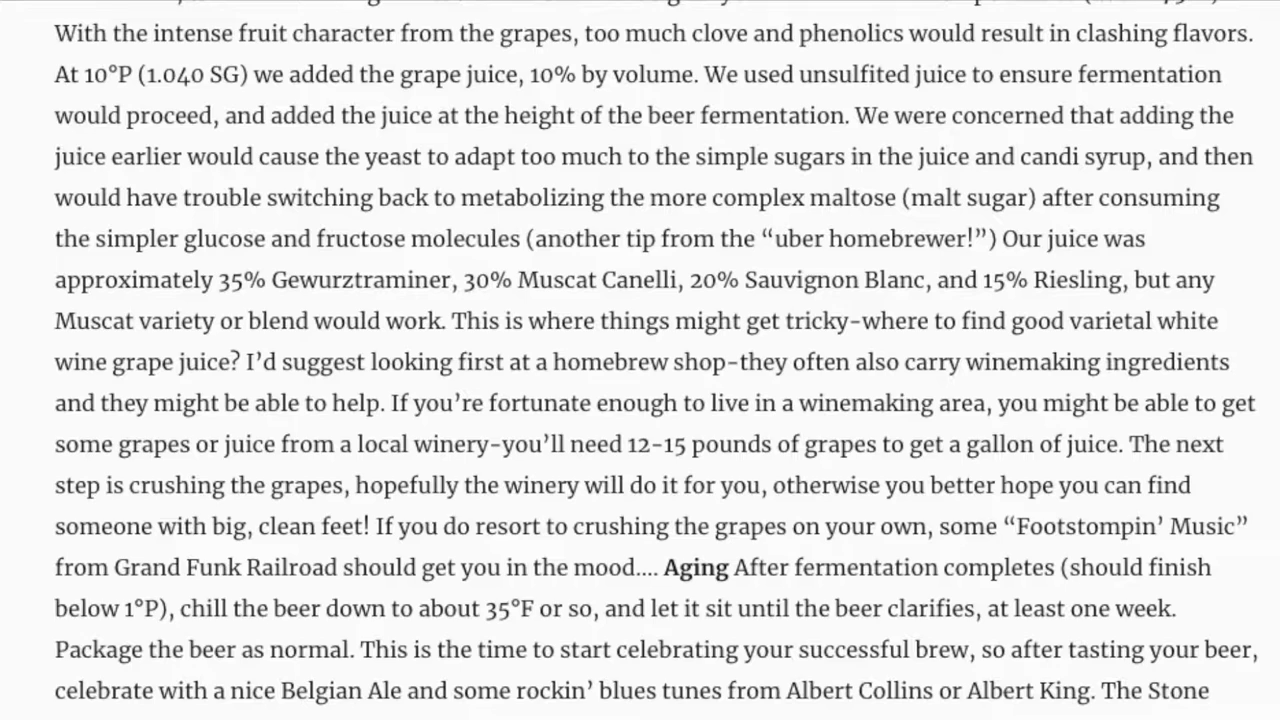 With the intense fruit character from the grapes, too much clove and phenolics would result in clashing flavors.
At 10°P (1.040 SG) we added the grape juice, 10% by volume. We used unsulfited juice to ensure fermentation
would proceed, and added the juice at the height of the beer fermentation. We were concerned that adding the
juice earlier would cause the yeast to adapt too much to the simple sugars in the juice and candi syrup, and then
would have trouble switching back to metabolizing the more complex maltose (malt sugar) after consuming
the simpler glucose and fructose molecules (another tip from the “uber homebrewer!”) Our juice was
approximately 35% Gewurztraminer, 30% Muscat Canelli, 20% Sauvignon Blanc, and 15% Riesling, but any
Muscat variety or blend would work. This is where things might get tricky–where to find good varietal white
wine grape juice? I’d suggest looking first at a homebrew shop–they often also carry winemaking ingredients
and they might be able to help. If you’re fortunate enough to live in a winemaking area, you might be able to get
some grapes or juice from a local winery–you’ll need 12-15 pounds of grapes to get a gallon of juice. The next
step is crushing the grapes, hopefully the winery will do it for you, otherwise you better hope you can find
someone with big, clean feet! If you do resort to crushing the grapes on your own, some “Footstompin’ Music”
from Grand Funk Railroad should get you in the mood.... Aging After fermentation completes (should finish
below 1°P), chill the beer down to about 35°F or so, and let it sit until the beer clarifies, at least one week.
Package the beer as normal. This is the time to start celebrating your successful brew, so after tasting your beer,
celebrate with a nice Belgian Ale and some rockin’ blues tunes from Albert Collins or Albert King. The Stone